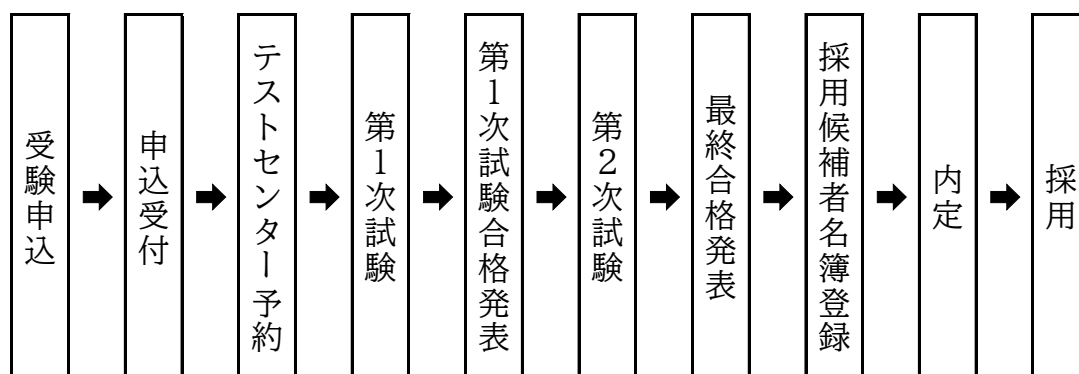 受験申込
申込受付
テストセンター予約
第1次試験
第1次試験合格発表
第2次試験
最終合格発表
採用候補者名簿登録
内定
採用